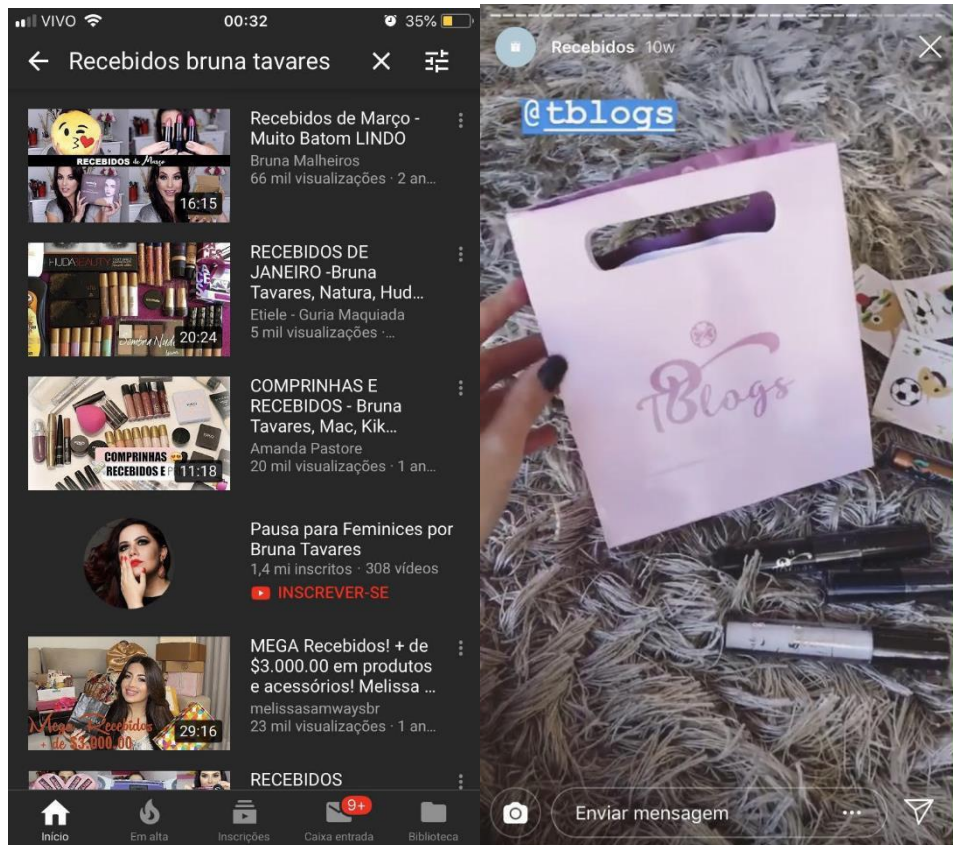 VIVO 00:32 35%
Recebidos bruna tavares
Recebidos de Março -
Muito Batom LINDO
Bruna Malheiros
66 mil visualizações · 2 an...
RECEBIDOS de Março
16:15
RECEBIDOS DE
JANEIRO -Bruna
Tavares, Natura, Hud...
Etiele - Guria Maquiada
5 mil visualizações ·...
HUDABEAUTY
20:24
COMPRINHAS E
RECEBIDOS - Bruna
Tavares, Mac, Kik...
Amanda Pastore
20 mil visualizações · 1 an...
COMPRINHAS
RECEBIDOS E
11:18
Pausa para Feminices por
Bruna Tavares
1,4 mi inscritos · 308 vídeos
INSCREVER-SE
MEGA Recebidos! + de
$3.000.00 em produtos
e acessórios! Melissa ...
melissasamwaysbr
23 mil visualizações · 1 an...
Mega Recebidos
+ de $3.000.00
29:16
RECEBIDOS
9+
Início Em alta Inscrições Caixa entrada Biblioteca
Recebidos 10w
@tblogs
TBlogs
Enviar mensagem